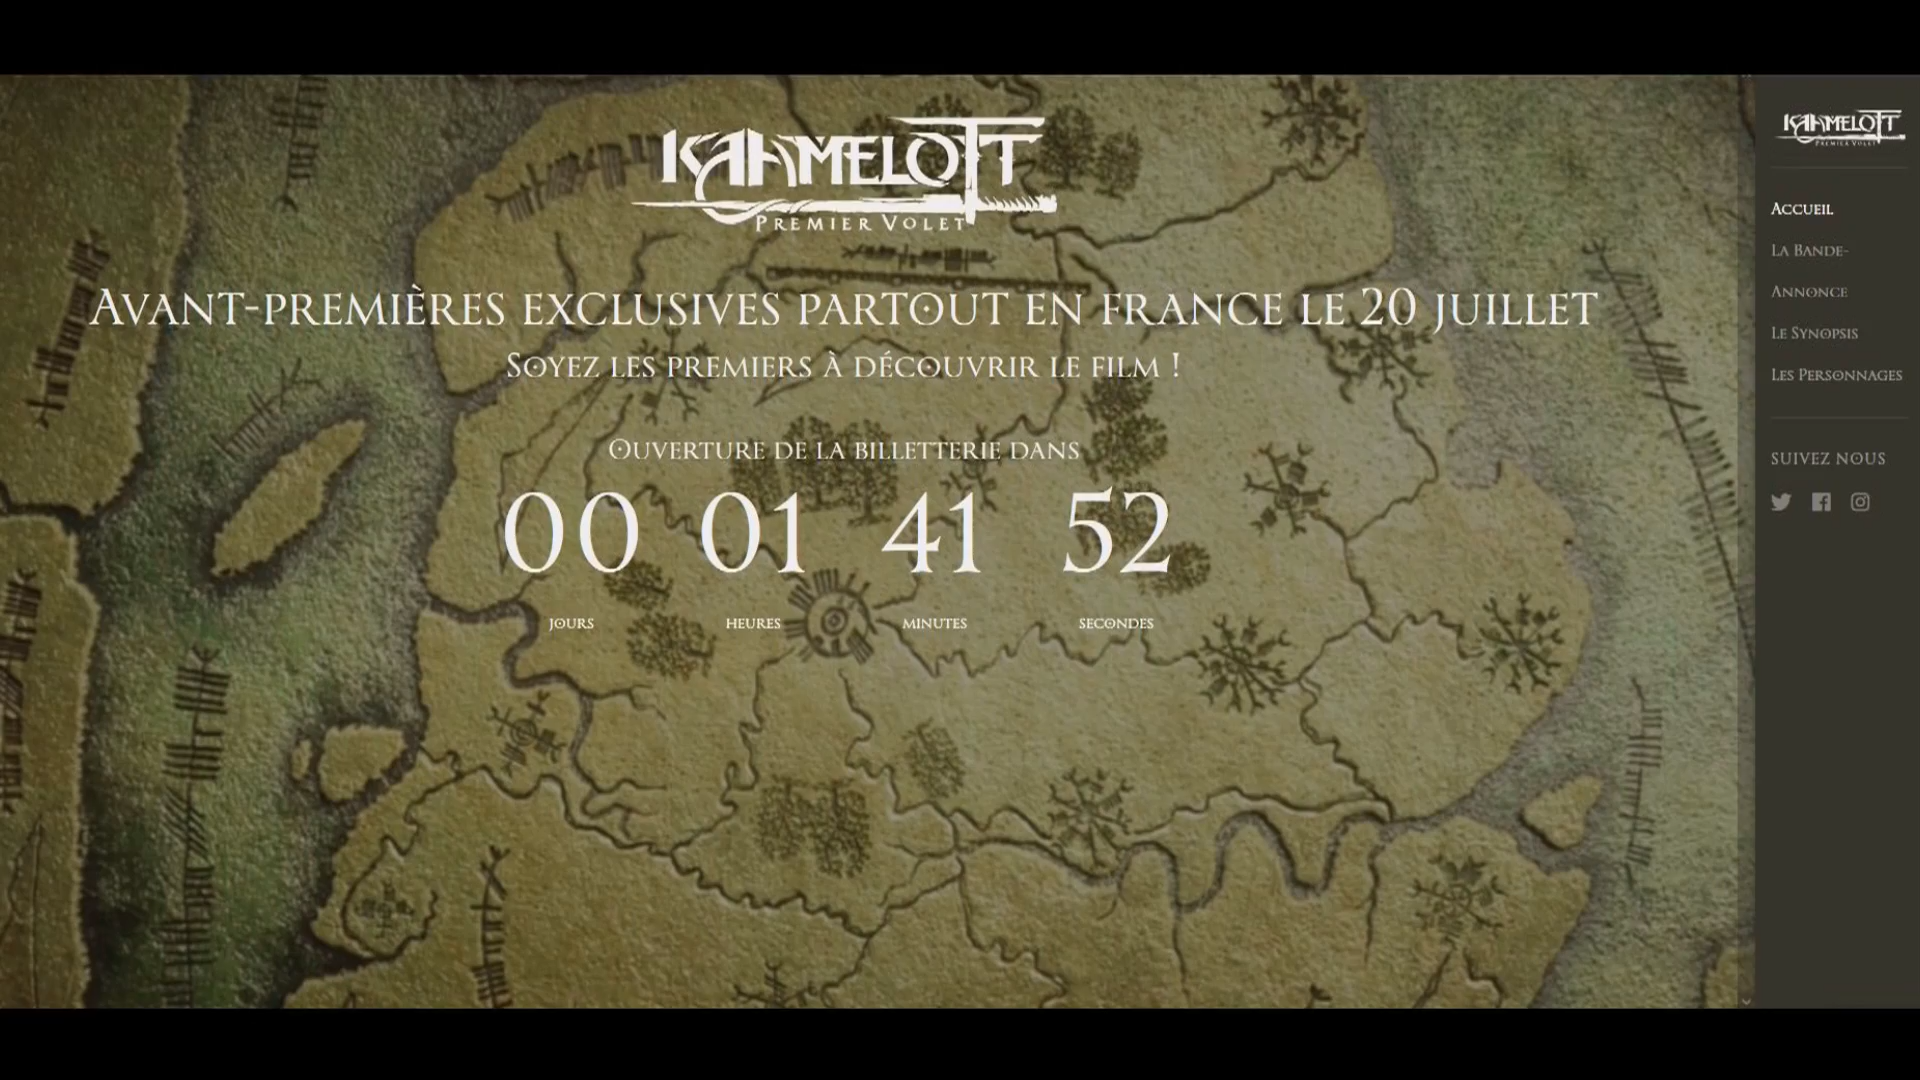 KAAMELOTT
PREMIER VOLET
AVANT-PREMIÈRES EXCLUSIVES PARTOUT EN FRANCE LE 20 JUILLET
SOYEZ LES PREMIERS À DÉCOUVRIR LE FILM !
OUVERTURE DE LA BILLETTERIE DANS
00 01 41 52
JOURS HEURES MINUTES SECONDES
KAAMELOTT
PREMIER VOLET
ACCUEIL
LA BANDE-
ANNONCE
LE SYNOPSIS
LES PERSONNAGES
SUIVEZ NOUS